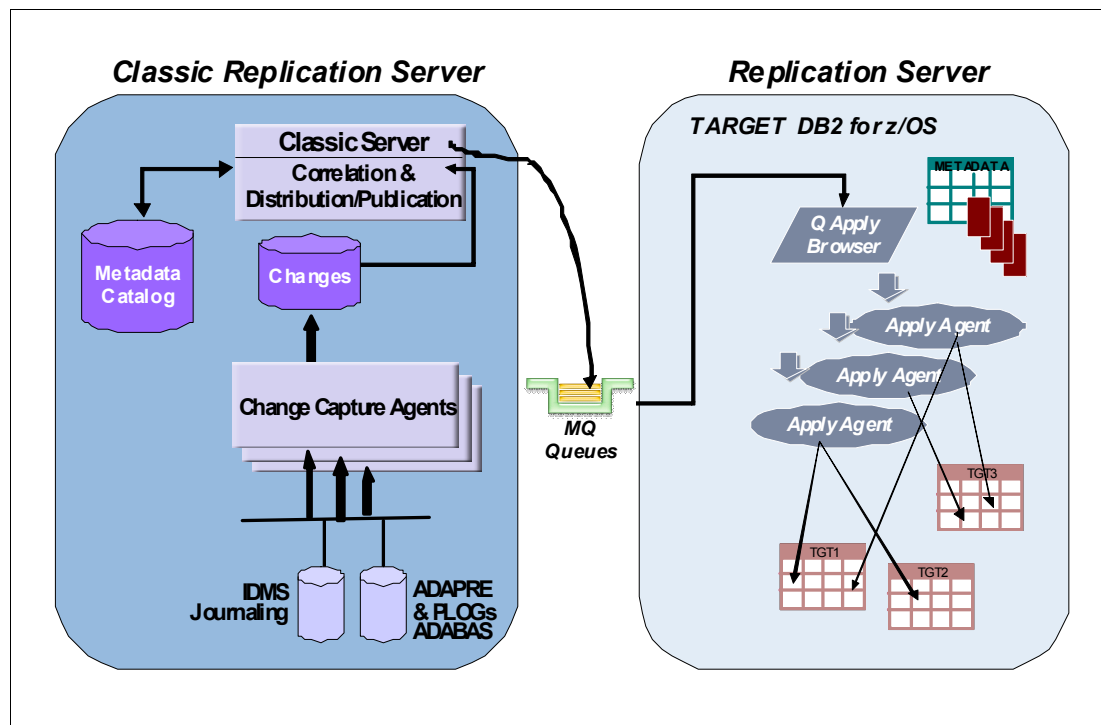 Classic Replication Server
Classic Server
Correlation &
Distribution/Publication
Metadata
Catalog
Changes
Change Capture Agents
IDMS
Journaling
ADAPRE
& PLOGs
ADABAS
MQ
Queues
Replication Server
TARGET DB2 for z/OS
METADATA
Q Apply
Browser
Apply Agent
Apply Agent
Apply Agent
TGT3
TGT1
TGT2